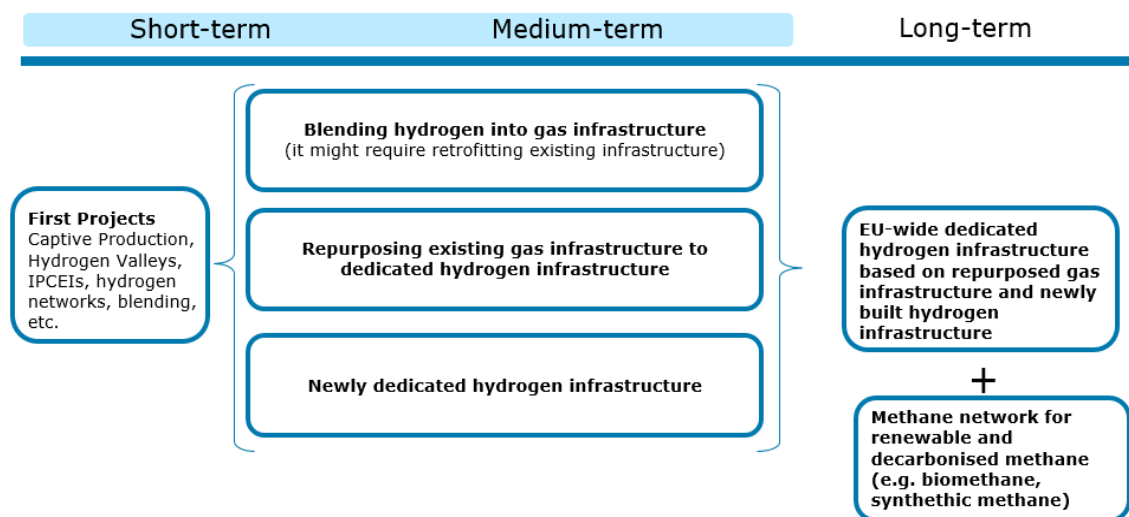 Short-term
Medium-term
Long-term
First Projects
Captive Production,
Hydrogen Valleys,
IPCEIs, hydrogen
networks, blending,
etc.
Blending hydrogen into gas infrastructure
(it might require retrofitting existing infrastructure)
Repurposing existing gas infrastructure to
dedicated hydrogen infrastructure
Newly dedicated hydrogen infrastructure
EU-wide dedicated
hydrogen infrastructure
based on repurposed gas
infrastructure and newly
built hydrogen
infrastructure
+
Methane network for
renewable and
decarbonised methane
(e.g. biomethane,
synthethic methane)